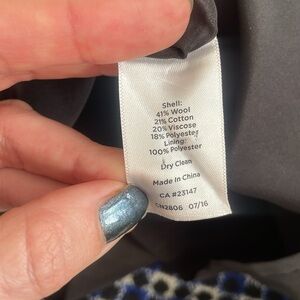 Shell:
41% Wool
21% Cotton
20% Viscose
18% Polyester
Lining:
100% Polyester
Dry Clean
Made in China
CA #23147
CN2806 07/16